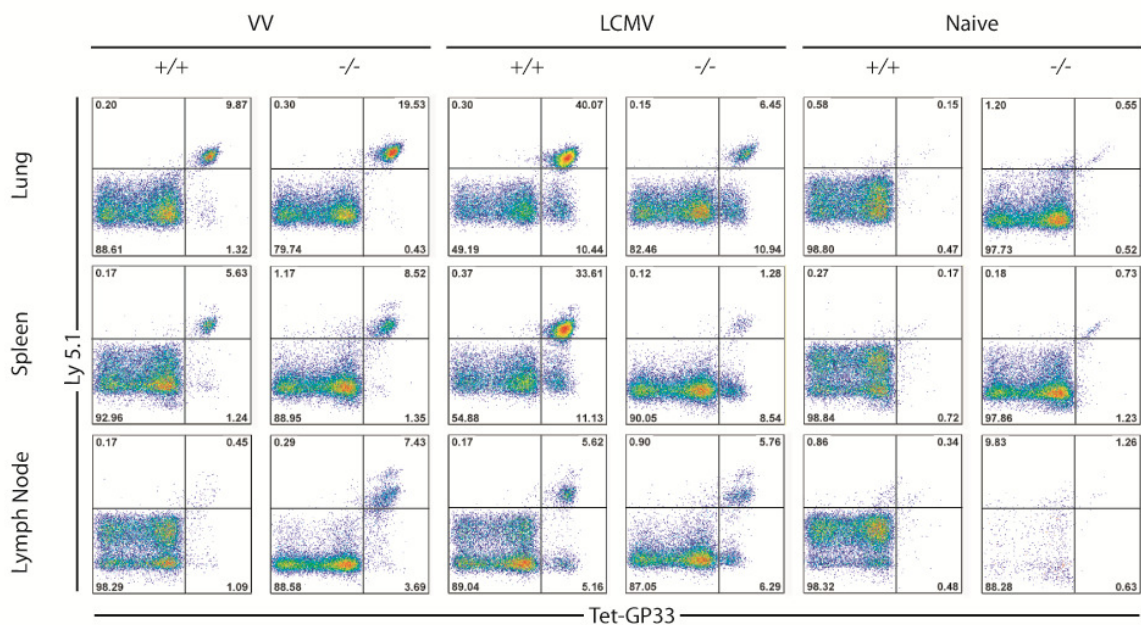 VV LCMV Naive
+/+ -/- +/+ -/- +/+ -/-
0.20 9.87 0.30 19.53 0.30 40.07 0.15 6.45 0.58 0.15 1.20 0.55
Lung
88.61 1.32 79.74 0.43 49.19 10.44 82.46 10.94 98.80 0.47 97.73 0.52
0.17 5.63 1.17 8.52 0.37 33.61 0.12 1.28 0.27 0.17 0.18 0.73
Spleen
Ly 5.1
92.96 1.24 88.95 1.35 54.88 11.13 90.05 8.54 98.84 0.72 97.86 1.23
0.17 0.45 0.29 7.43 0.17 5.62 0.90 5.76 0.86 0.34 9.83 1.26
Lymph Node
98.29 1.09 88.58 3.69 89.04 5.16 87.05 6.29 98.32 0.48 88.28 0.63
Tet-GP33